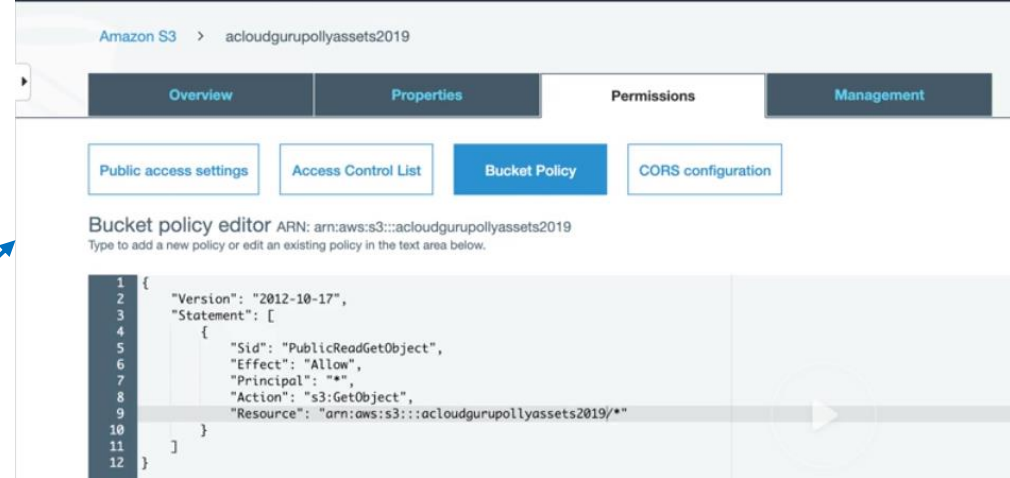 Amazon S3 > acloudgurupollyassets2019
Overview Properties Permissions Management
Public access settings Access Control List Bucket Policy CORS configuration
Bucket policy editor ARN: arn:aws:s3:::acloudgurupollyassets2019
Type to add a new policy or edit an existing policy in the text area below.
1 {
2 "Version": "2012-10-17",
3 "Statement": [
4 {
5 "Sid": "PublicReadGetObject",
6 "Effect": "Allow",
7 "Principal": "*",
8 "Action": "s3:GetObject",
9 "Resource": "arn:aws:s3:::acloudgurupollyassets2019/*"
10 }
11 ]
12 }